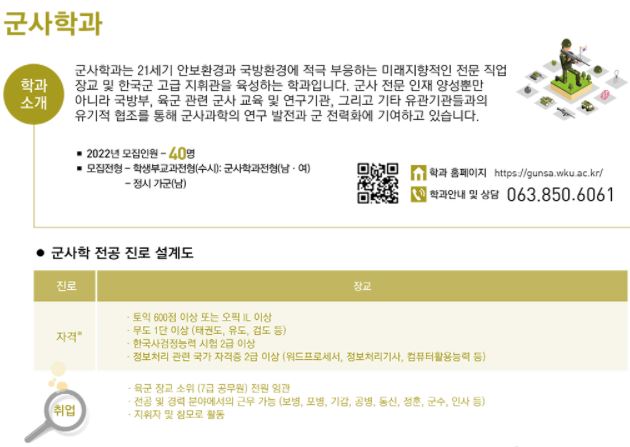 군사학과
학과
소개
군사학과는 21세기 안보환경과 국방환경에 적극 부응하는 미래지향적인 전문 직업
장교 및 한국군 고급 지휘관을 육성하는 학과입니다. 군사 전문 인재 양성뿐만
아니라 국방부, 육군 관련 군사 교육 및 연구기관, 그리고 기타 유관기관들과의
유기적 협조를 통해 군사과학의 연구 발전과 군 전력화에 기여하고 있습니다.
▪ 2022년 모집인원 - 40명
▪ 모집전형 - 학생부교과전형(수시): 군사학과전형(남·여)
- 정시 가군(남)
학과 홈페이지 https://gunsa.wku.ac.kr/
학과안내 및 상담 063.850.6061
● 군사학 전공 진로 설계도
진로 장교
자격*
· 토익 600점 이상 또는 오픽 IL 이상
· 무도 1단 이상 (태권도, 유도, 검도 등)
· 한국사검정능력 시험 2급 이상
· 정보처리 관련 국가 자격증 2급 이상 (워드프로세서, 정보처리기사, 컴퓨터활용능력 등)
취업
· 육군 장교 소위 (7급 공무원) 전원 임관
· 전공 및 경력 분야에서의 근무 가능 (보병, 포병, 기갑, 공병, 통신, 정훈, 군수, 인사 등)
· 지휘자 및 참모로 활동